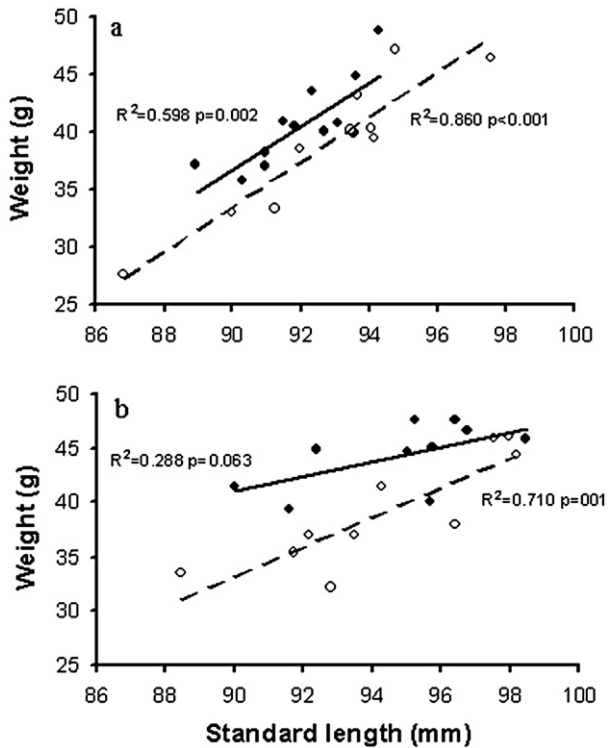 a
50
45
40
35
30
25
Weight (g)
R²=0.598 p=0.002
R²=0.860 p<0.001
86 88 90 92 94 96 98 100
b
50
45
40
35
30
25
Weight (g)
R²=0.288 p=0.063
R²=0.710 p=001
86 88 90 92 94 96 98 100
Standard length (mm)